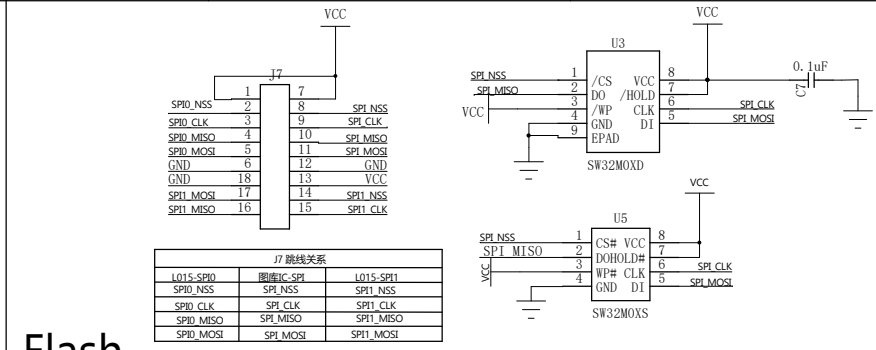 VCC
J7
1 7
SPI0_NSS 2 8 SPI_NSS
SPI0_CLK 3 9 SPI_CLK
SPI0_MISO 4 10 SPI_MISO
SPI0_MOSI 5 11 SPI_MOSI
GND 6 12 GND
GND 18 13 VCC
SPI1_MOSI 17 14 SPI1_NSS
SPI1_MISO 16 15 SPI1_CLK
J7 跳线关系
L015-SPI0 图库IC-SPI L015-SPI1
SPI0_NSS SPI_NSS SPI1_NSS
SPI0_CLK SPI_CLK SPI1_CLK
SPI0_MISO SPI_MISO SPI1_MISO
SPI0_MOSI SPI_MOSI SPI1_MOSI
VCC
U3
SPI_NSS 1 /CS VCC 8
SPI_MISO 2 DO /HOLD 7
VCC 3 /WP CLK 6 SPI_CLK
4 GND DI 5 SPI_MOSI
9 EPAD
SW32MOXD
0.1uF
C7
VCC
U5
SPI_NSS 1 CS# VCC 8
SPI_MISO 2 DOHOLD# 7
VCC 3 WP# CLK 6 SPI_CLK
4 GND DI 5 SPI_MOSI
SW32MOXS